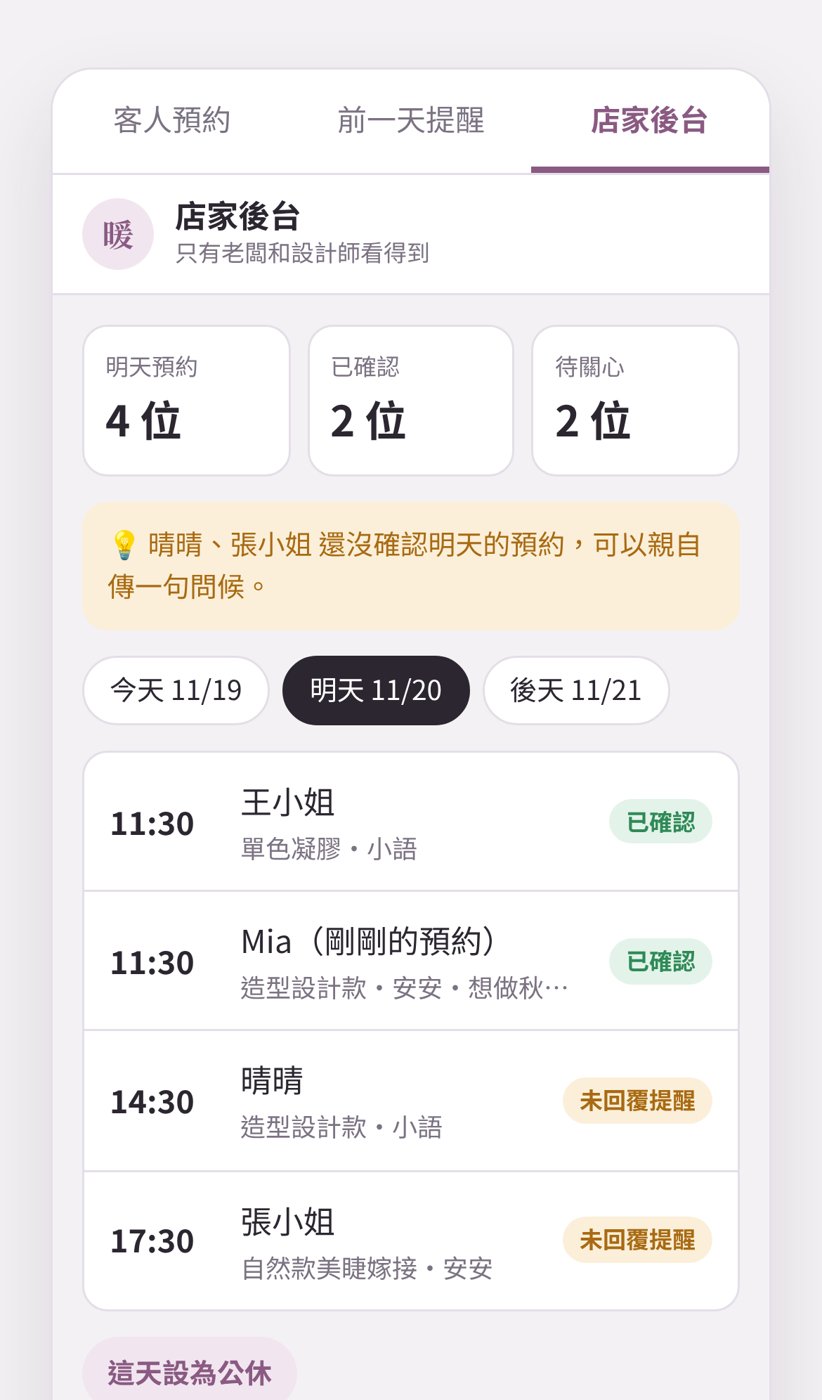 客人預約 前一天提醒 店家後台
暖
店家後台
只有老闆和設計師看得到
明天預約 已確認 待關心
4 位 2 位 2 位
💡 晴晴、張小姐 還沒確認明天的預約，可以親自
傳一句問候。
今天 11/19 明天 11/20 後天 11/21
11:30 王小姐 已確認
單色凝膠・小語
11:30 Mia（剛剛的預約） 已確認
造型設計款・安安・想做秋…
14:30 晴晴 未回覆提醒
造型設計款・小語
17:30 張小姐 未回覆提醒
自然款美睫嫁接・安安
這天設為公休